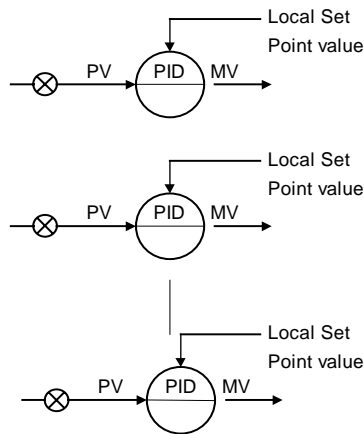 Local Set
Point value
PV PID MV
Local Set
Point value
PV PID MV
Local Set
Point value
PV PID MV